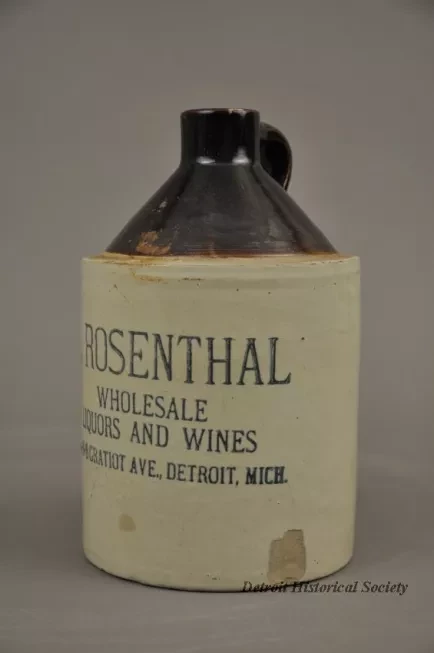 ROSENTHAL
WHOLESALE
LIQUORS AND WINES
GRATIOT AVE., DETROIT, MICH.
Detroit Historical Society